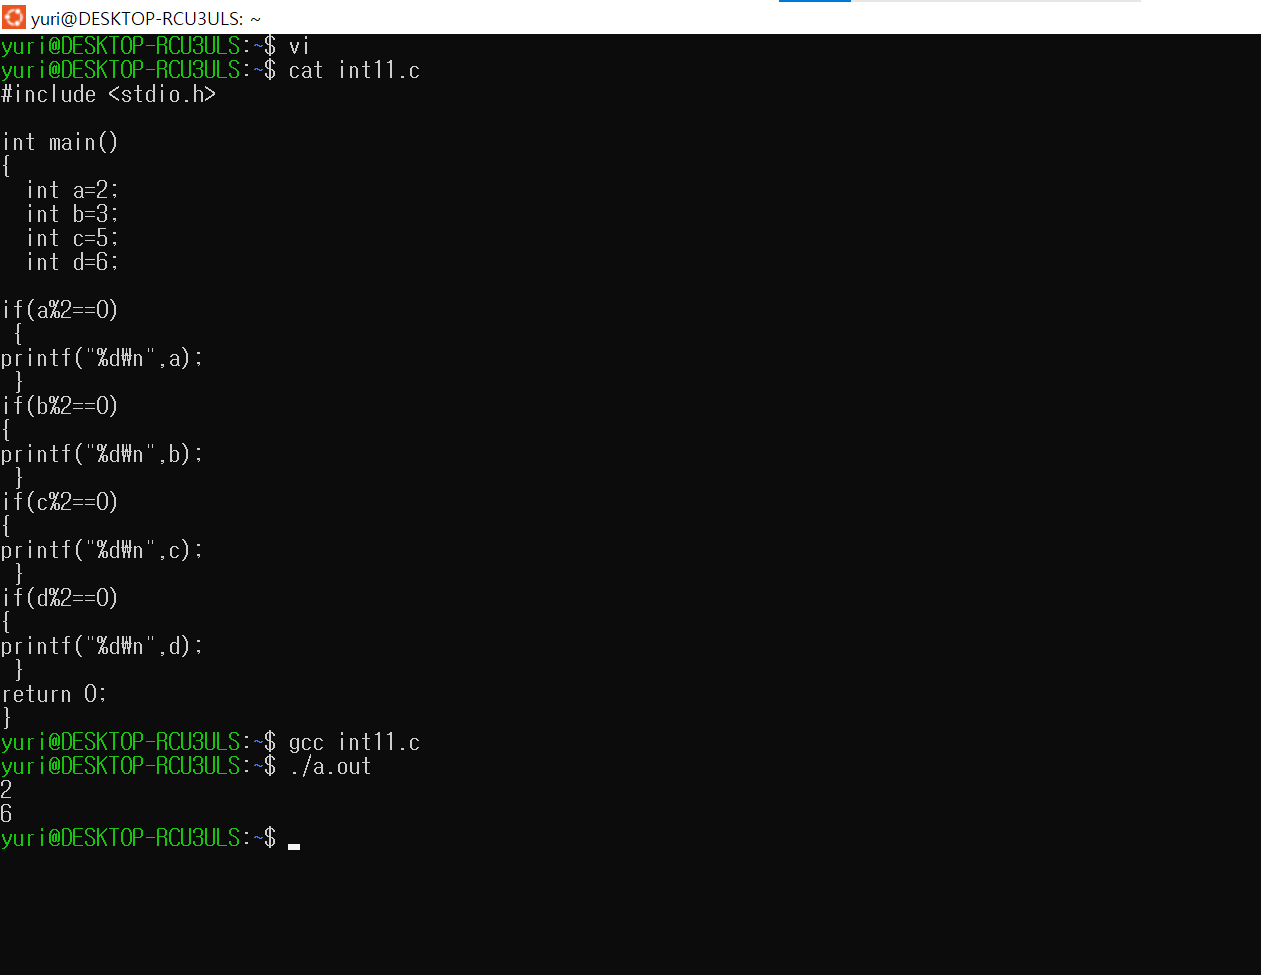 yuri@DESKTOP-RCU3ULS: ~
yuri@DESKTOP-RCU3ULS:~$ vi
yuri@DESKTOP-RCU3ULS:~$ cat int11.c
#include <stdio.h>
int main()
{
  int a=2;
  int b=3;
  int c=5;
  int d=6;
if(a%2==0)
 {
printf("%d₩n",a);
 }
if(b%2==0)
{
printf("%d₩n",b);
 }
if(c%2==0)
{
printf("%d₩n",c);
 }
if(d%2==0)
{
printf("%d₩n",d);
 }
return 0;
}
yuri@DESKTOP-RCU3ULS:~$ gcc int11.c
yuri@DESKTOP-RCU3ULS:~$ ./a.out
2
6
yuri@DESKTOP-RCU3ULS:~$